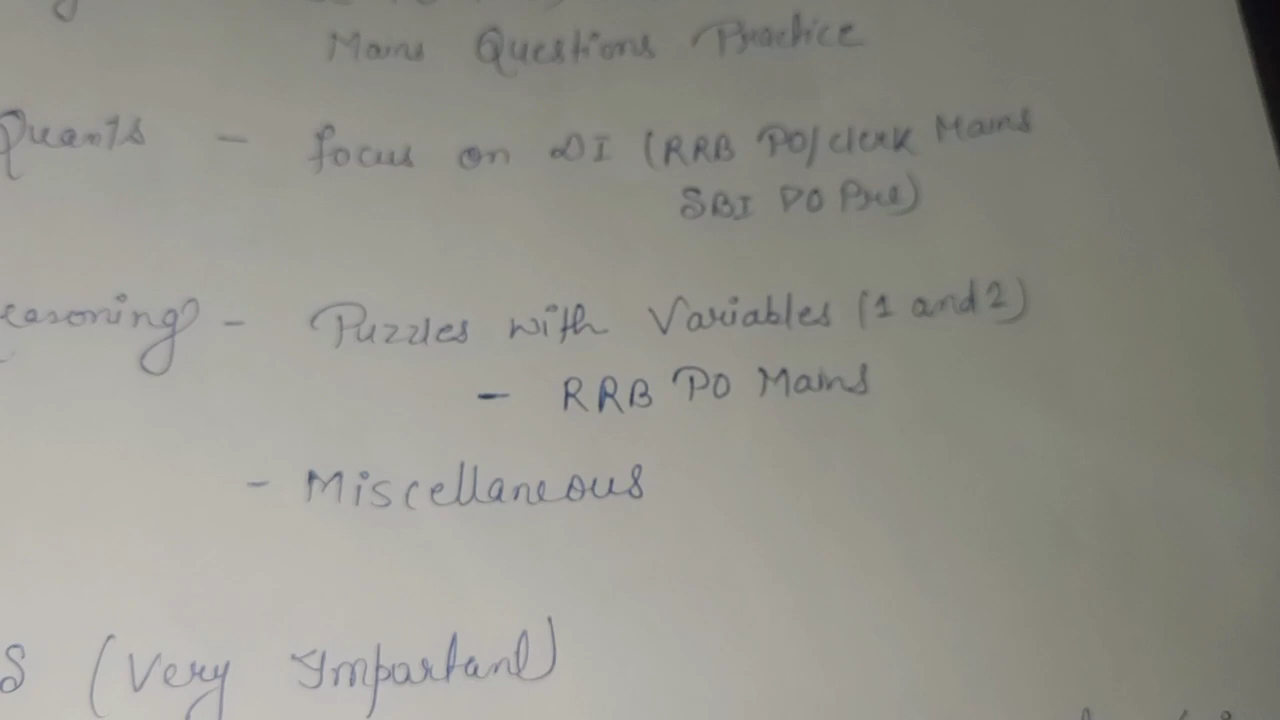 Mains Questions Practice
Quants - focus on DI (RRB PO/clerk Mains
SBI PO Pre)
easoning - Puzzles with Variables (1 and 2)
- RRB PO Mains
- Miscellaneous
S (Very Important)